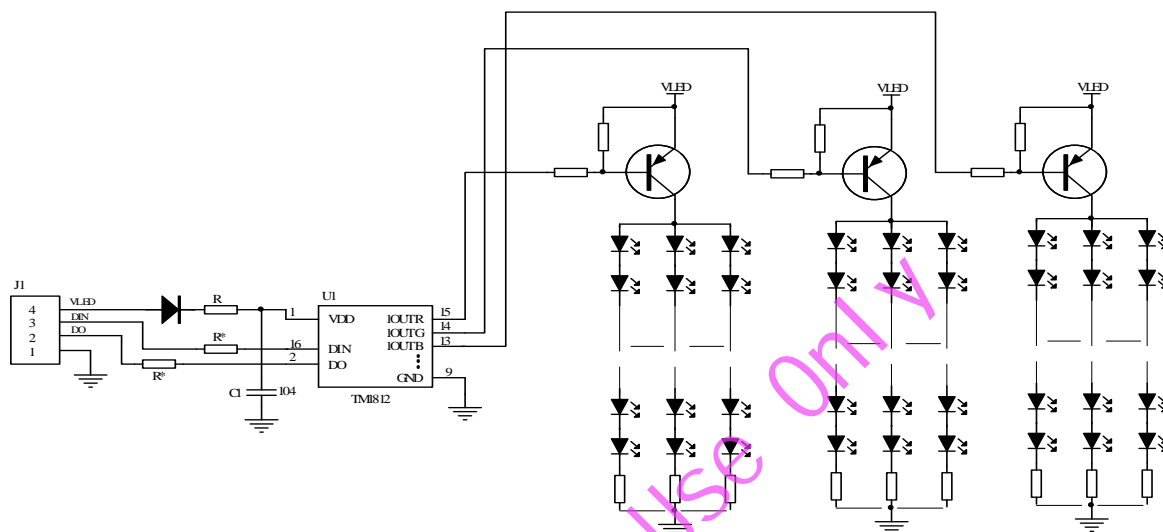 VLED
VLED
VLED
J1
4
3
2
1
VLED
DIN
DO
R
R*
R*
C1
104
U1
1
16
2
VDD
DIN
DO
IOUTR
IOUTG
IOUTB
GND
15
14
13
9
TM1812
Use Only